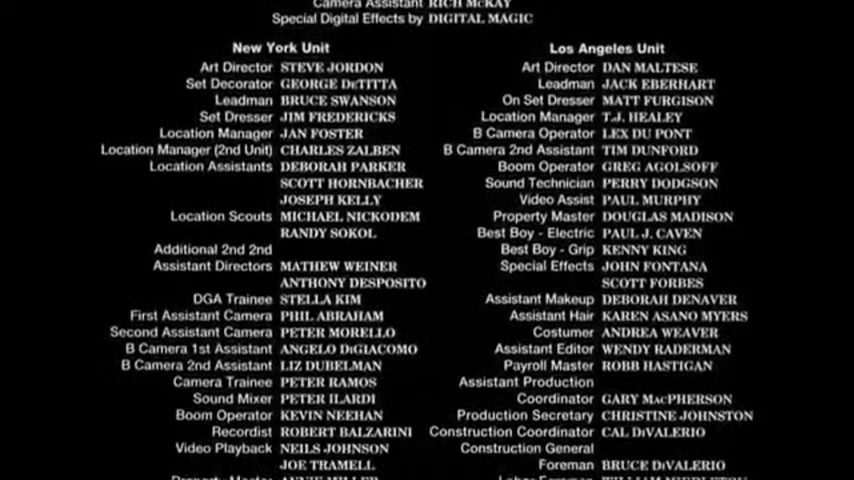 Camera Assistant RICH McKAY
Special Digital Effects by DIGITAL MAGIC
New York Unit
Art Director STEVE JORDON
Set Decorator GEORGE DeTITTA
Leadman BRUCE SWANSON
Set Dresser JIM FREDERICKS
Location Manager JAN FOSTER
Location Manager (2nd Unit) CHARLES ZALBEN
Location Assistants DEBORAH PARKER
SCOTT HORNBACHER
JOSEPH KELLY
Location Scouts MICHAEL NICKODEM
RANDY SOKOL
Additional 2nd 2nd
Assistant Directors MATHEW WEINER
ANTHONY DESPOSITO
DGA Trainee STELLA KIM
First Assistant Camera PHIL ABRAHAM
Second Assistant Camera PETER MORELLO
B Camera 1st Assistant ANGELO DiGIACOMO
B Camera 2nd Assistant LIZ DUBELMAN
Camera Trainee PETER RAMOS
Sound Mixer PETER ILARDI
Boom Operator KEVIN NEEHAN
Recordist ROBERT BALZARINI
Video Playback NEILS JOHNSON
JOE TRAMELL
Property Master ANNIE MILLER
Los Angeles Unit
Art Director DAN MALTESE
Leadman JACK EBERHART
On Set Dresser MATT FURGISON
Location Manager T.J. HEALEY
B Camera Operator LEX DU PONT
B Camera 2nd Assistant TIM DUNFORD
Boom Operator GREG AGOLSOFF
Sound Technician PERRY DODGSON
Video Assist PAUL MURPHY
Property Master DOUGLAS MADISON
Best Boy - Electric PAUL J. CAVEN
Best Boy - Grip KENNY KING
Special Effects JOHN FONTANA
SCOTT FORBES
Assistant Makeup DEBORAH DENAVER
Assistant Hair KAREN ASANO MYERS
Costumer ANDREA WEAVER
Assistant Editor WENDY RADERMAN
Payroll Master ROBB HASTIGAN
Assistant Production
Coordinator GARY MacPHERSON
Production Secretary CHRISTINE JOHNSTON
Construction Coordinator CAL DiVALERIO
Construction General
Foreman BRUCE DiVALERIO
Labor Foreman WILLIAM MIDDLETON